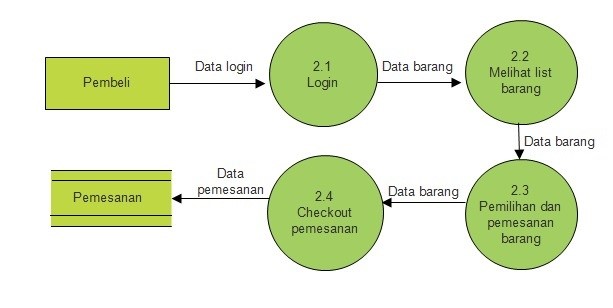 Pembeli
Data login
2.1
Login
Data barang
2.2
Melihat list
barang
Data barang
2.3
Pemilihan dan
pemesanan
barang
Data barang
2.4
Checkout
pemesanan
Data
pemesanan
Pemesanan